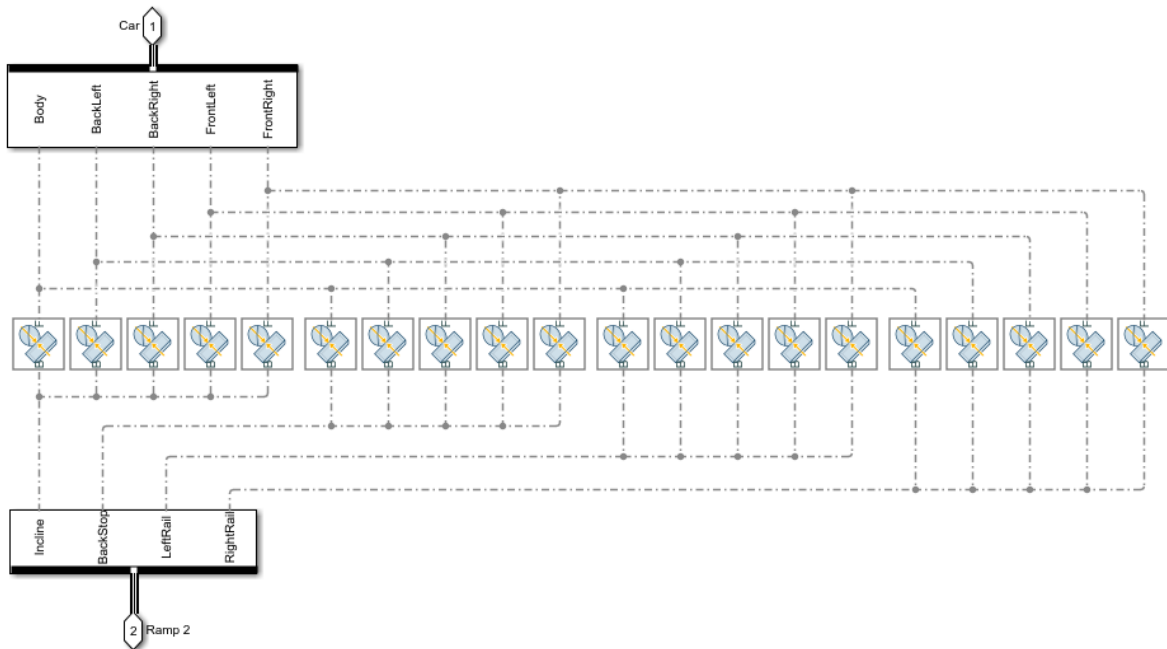 Car 1
Body
BackLeft
BackRight
FrontLeft
FrontRight
Incline
BackStop
LeftRail
RightRail
2 Ramp 2